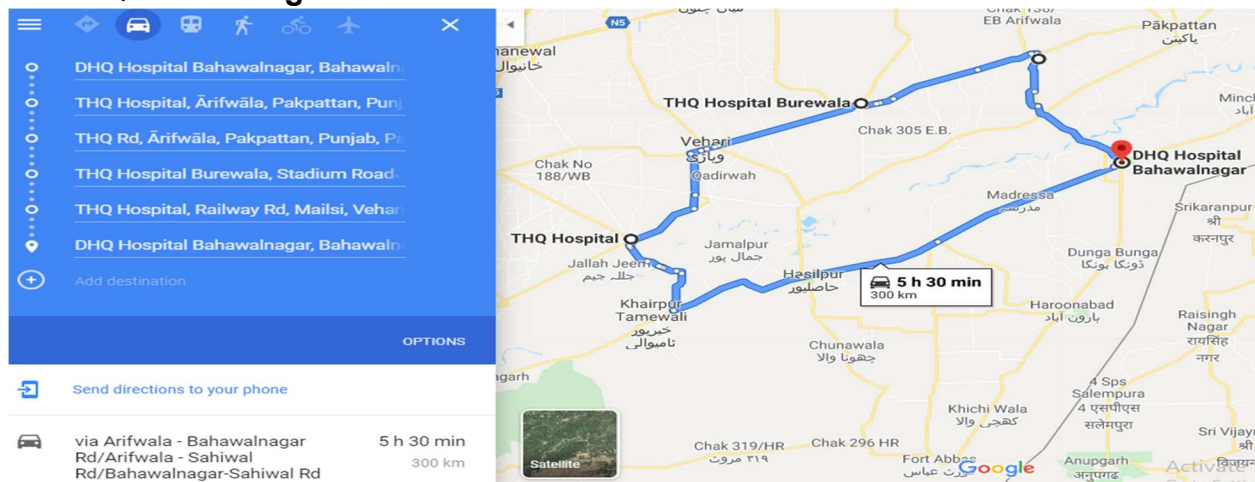 DHQ Hospital Bahawalnagar, Bahawaln
THQ Hospital, Ārifwāla, Pakpattan, Punj
THQ Rd, Ārifwāla, Pakpattan, Punjab, Pa
THQ Hospital Burewala, Stadium Road
THQ Hospital, Railway Rd, Mailsi, Vehari
DHQ Hospital Bahawalnagar, Bahawaln
Add destination
OPTIONS
Send directions to your phone
via Arifwala - Bahawalnagar
Rd/Arifwala - Sahiwal
Rd/Bahawalnagar-Sahiwal Rd
5 h 30 min
300 km
N5
EB Arifwala
Pākpattan
پاکپتن
anewal
خانیوال
THQ Hospital Burewala
Chak 305 E.B.
Vehari
وہاڑی
Qadirwah
Chak No
188/WB
DHQ Hospital
Bahawalnagar
Madressa
مدرسہ
Srikaranpur
श्री
करनपुर
THQ Hospital
Jamalpur
جمال پور
Jallah Jeem
جللہ جیم
Dunga Bunga
ڈونگا بونگا
Hasilpur
حاصلپور
5 h 30 min
300 km
Khairpur
Tamewali
خیرپور
ٹامیوالی
Haroonabad
ہارون آباد
Raisingh
Nagar
रायसिंह
नगर
Chunawala
چھونا والا
garh
4 Sps
Salempura
4 एसपीएस
सलेमपुरा
Khichi Wala
کھچی والا
Sri Vijay
श्री
Chak 319/HR
۳۱۹ مروٹ
Chak 296 HR
Fort Abbas
فورٹ عباس
Anupgarh
अनुपगढ़
Satellite
Google
Activate